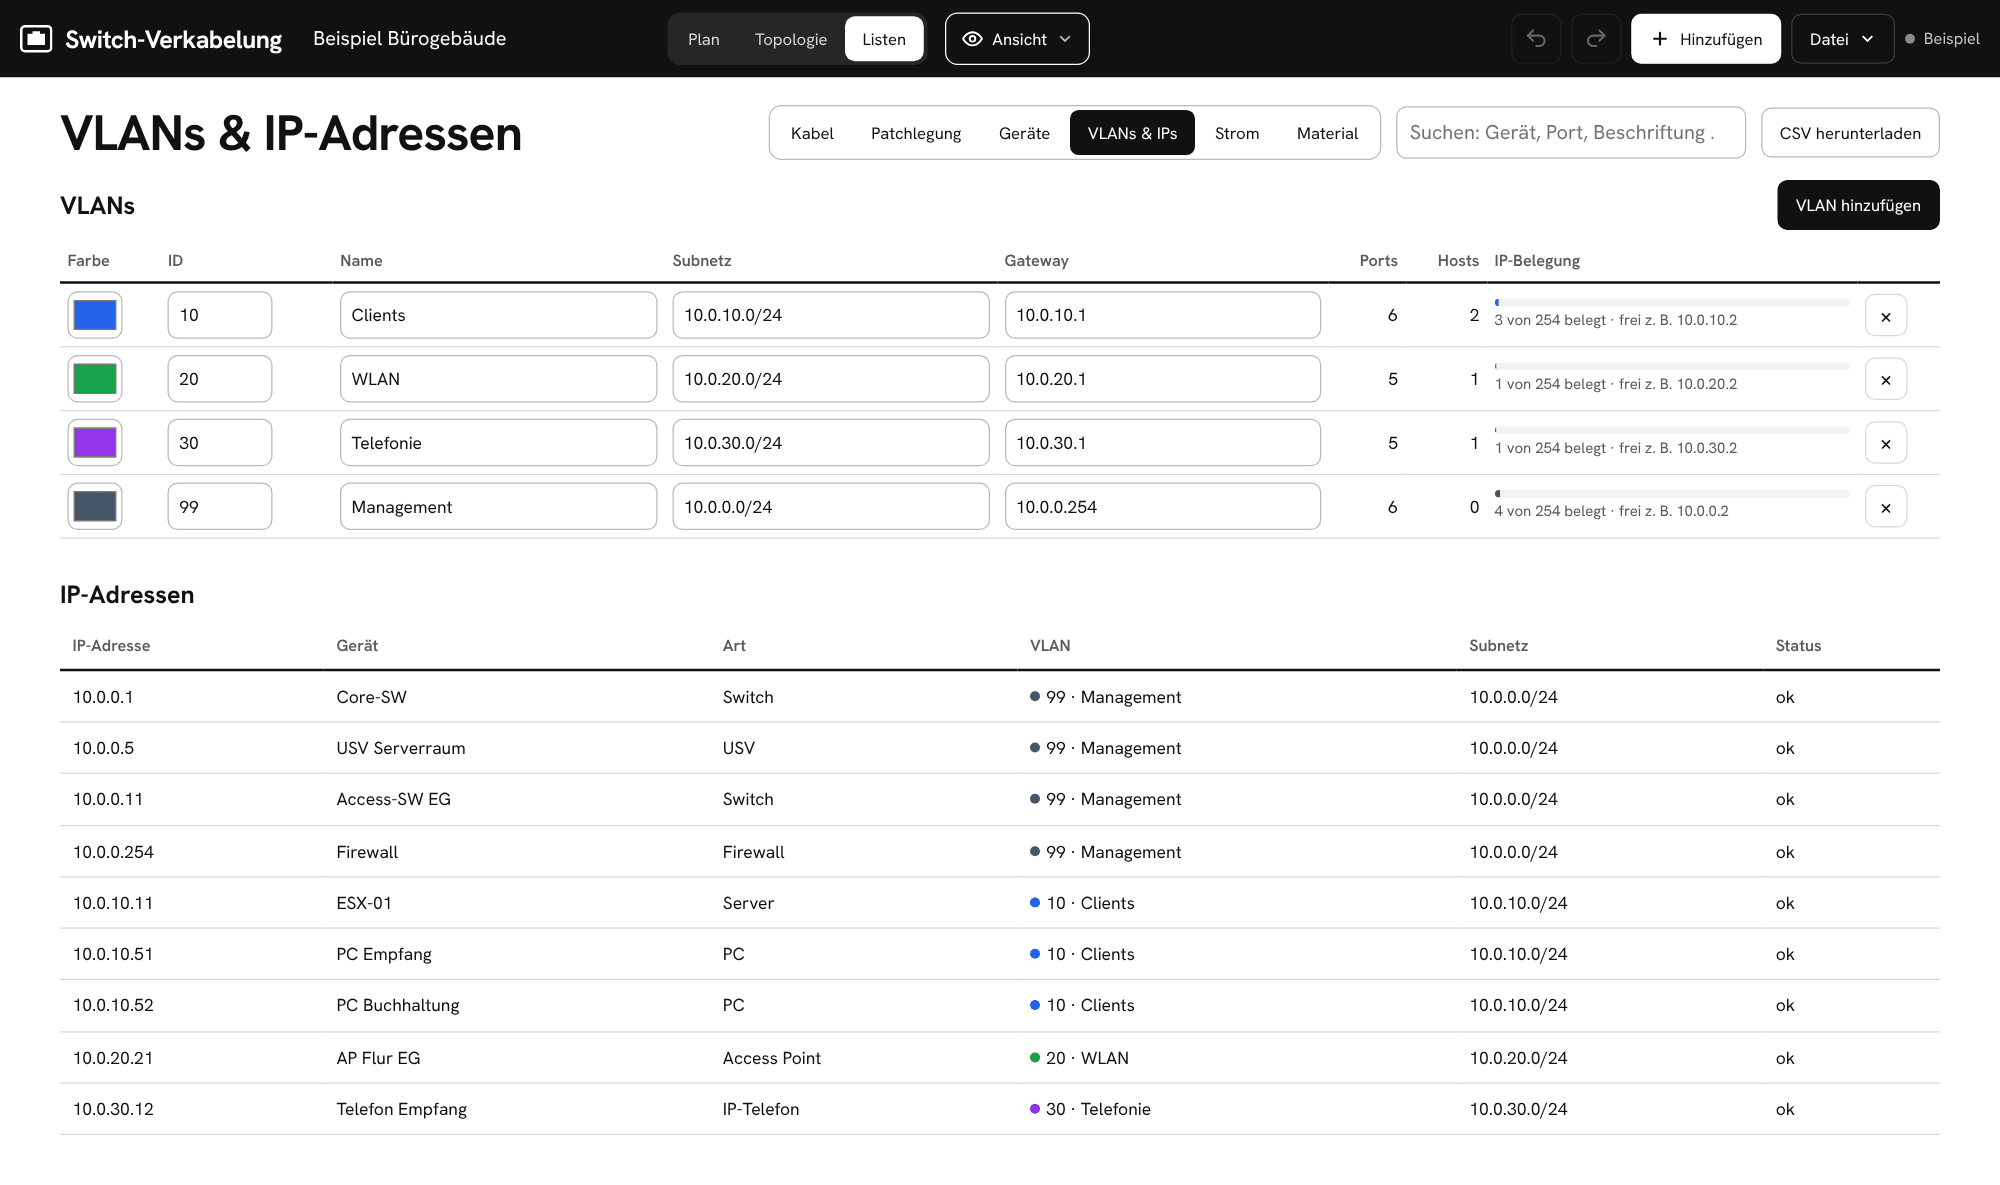 Switch-Verkabelung Beispiel Bürogebäude Plan Topologie Listen Ansicht Hinzufügen Datei Beispiel
VLANs & IP-Adressen Kabel Patchlegung Geräte VLANs & IPs Strom Material Suchen: Gerät, Port, Beschriftung . CSV herunterladen
VLANs VLAN hinzufügen
Farbe ID Name Subnetz Gateway Ports Hosts IP-Belegung
10 Clients 10.0.10.0/24 10.0.10.1 6 2 3 von 254 belegt · frei z. B. 10.0.10.2 ×
20 WLAN 10.0.20.0/24 10.0.20.1 5 1 1 von 254 belegt · frei z. B. 10.0.20.2 ×
30 Telefonie 10.0.30.0/24 10.0.30.1 5 1 1 von 254 belegt · frei z. B. 10.0.30.2 ×
99 Management 10.0.0.0/24 10.0.0.254 6 0 4 von 254 belegt · frei z. B. 10.0.0.2 ×
IP-Adressen
IP-Adresse Gerät Art VLAN Subnetz Status
10.0.0.1 Core-SW Switch 99 · Management 10.0.0.0/24 ok
10.0.0.5 USV Serverraum USV 99 · Management 10.0.0.0/24 ok
10.0.0.11 Access-SW EG Switch 99 · Management 10.0.0.0/24 ok
10.0.0.254 Firewall Firewall 99 · Management 10.0.0.0/24 ok
10.0.10.11 ESX-01 Server 10 · Clients 10.0.10.0/24 ok
10.0.10.51 PC Empfang PC 10 · Clients 10.0.10.0/24 ok
10.0.10.52 PC Buchhaltung PC 10 · Clients 10.0.10.0/24 ok
10.0.20.21 AP Flur EG Access Point 20 · WLAN 10.0.20.0/24 ok
10.0.30.12 Telefon Empfang IP-Telefon 30 · Telefonie 10.0.30.0/24 ok